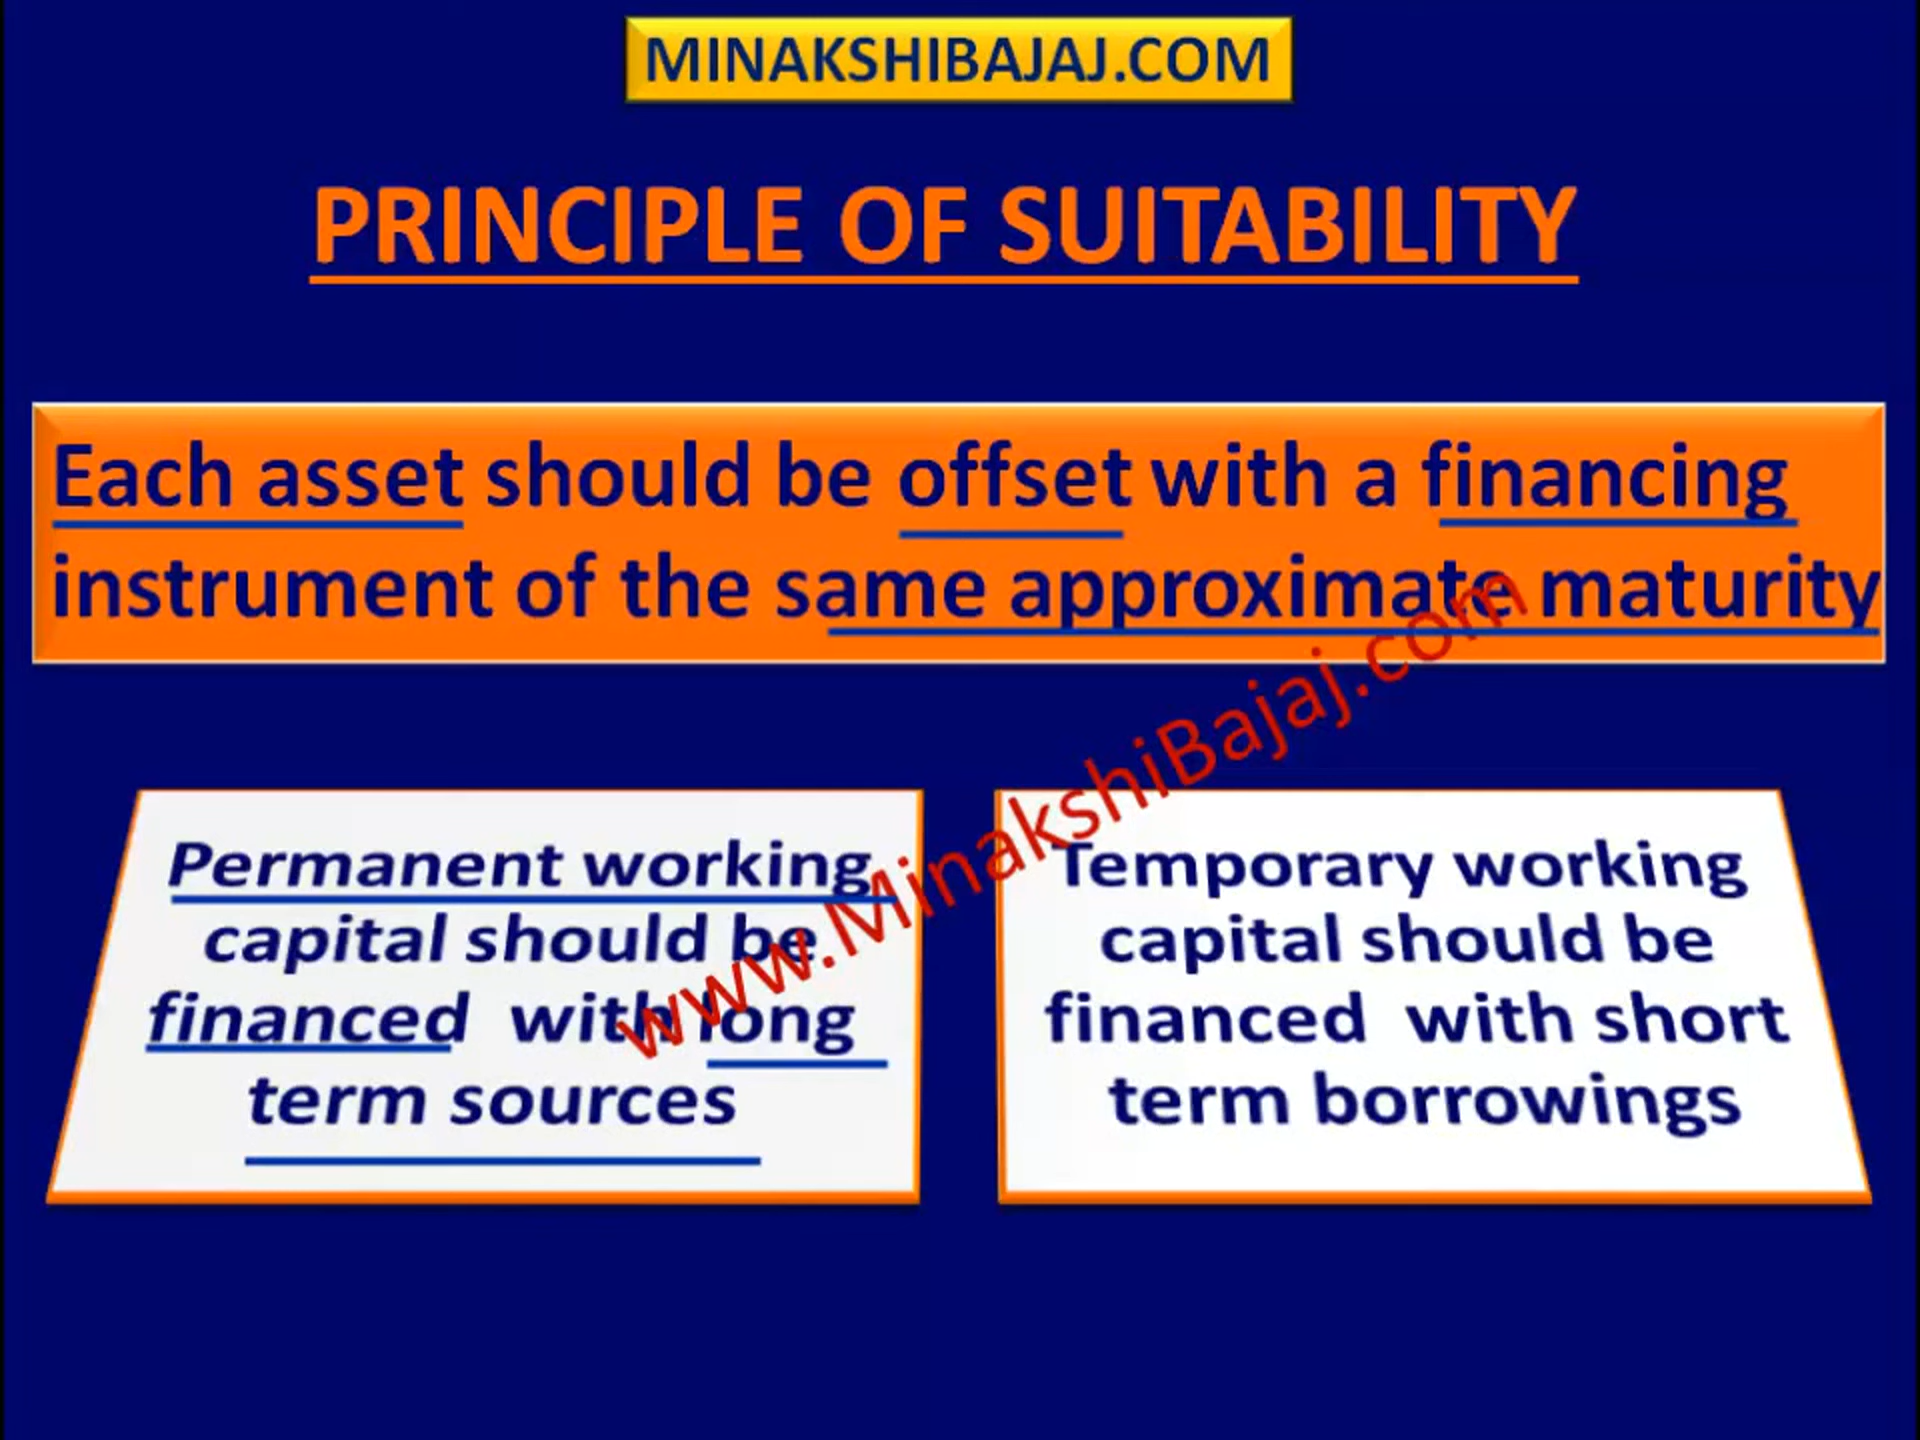 MINAKSHIBAJAJ.COM
PRINCIPLE OF SUITABILITY
Each asset should be offset with a financing
instrument of the same approximate maturity
Permanent working
capital should be
financed with long
term sources
Temporary working
capital should be
financed with short
term borrowings
www.MinakshiBajaj.com